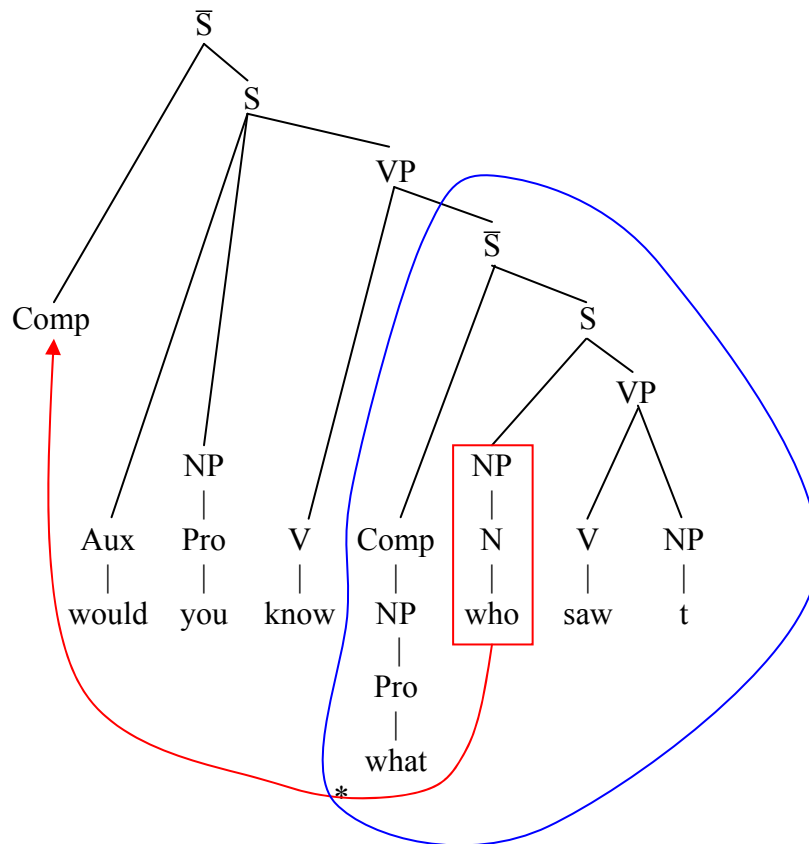 S̅
S
VP
S̅
Comp S
VP
NP NP
Aux Pro V Comp N V NP
would you know NP who saw t
Pro
what
*